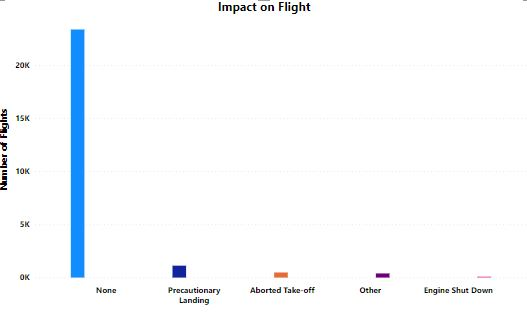 Impact on Flight
Number of Flights
20K
15K
10K
5K
0K
None
Precautionary
Landing
Aborted Take-off
Other
Engine Shut Down